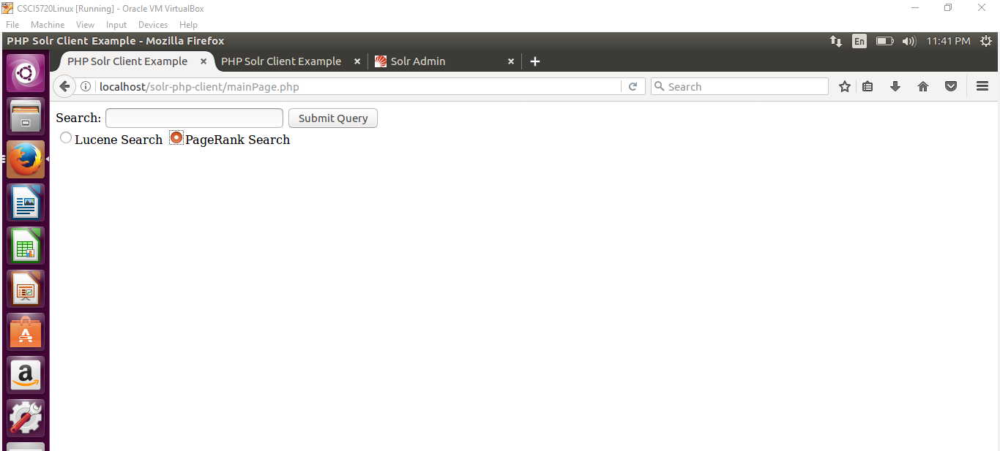 CSCI5720Linux [Running] - Oracle VM VirtualBox
File Machine View Input Devices Help
PHP Solr Client Example - Mozilla Firefox En 11:41 PM
PHP Solr Client Example PHP Solr Client Example Solr Admin
localhost/solr-php-client/mainPage.php Search
Search: Submit Query
Lucene Search PageRank Search